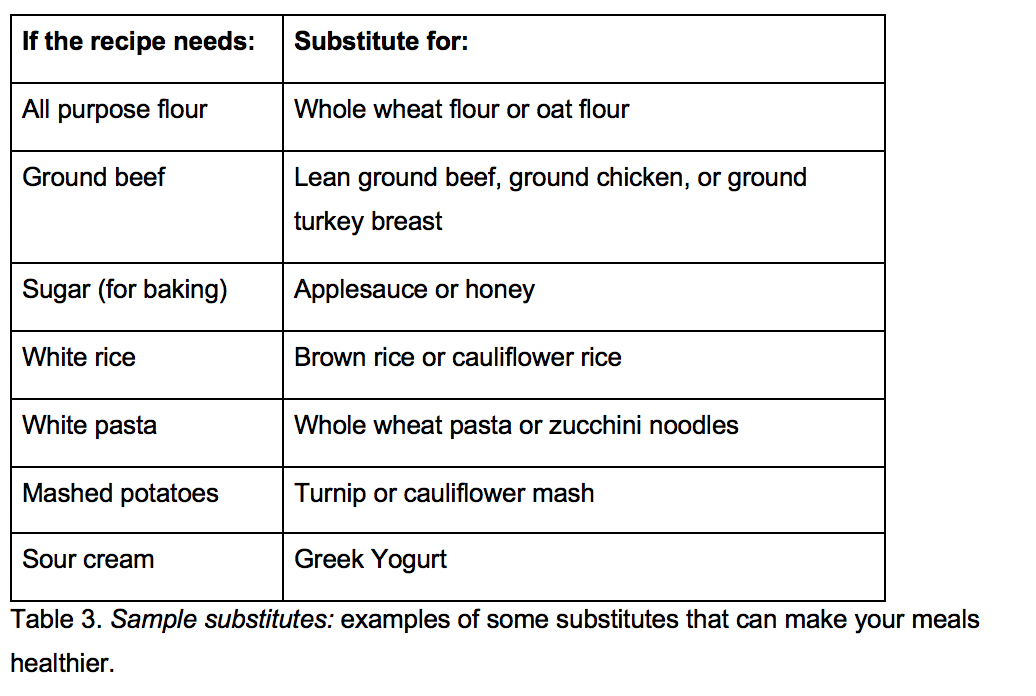 If the recipe needs: Substitute for:
All purpose flour Whole wheat flour or oat flour
Ground beef Lean ground beef, ground chicken, or ground
turkey breast
Sugar (for baking) Applesauce or honey
White rice Brown rice or cauliflower rice
White pasta Whole wheat pasta or zucchini noodles
Mashed potatoes Turnip or cauliflower mash
Sour cream Greek Yogurt
Table 3. Sample substitutes: examples of some substitutes that can make your meals
healthier.